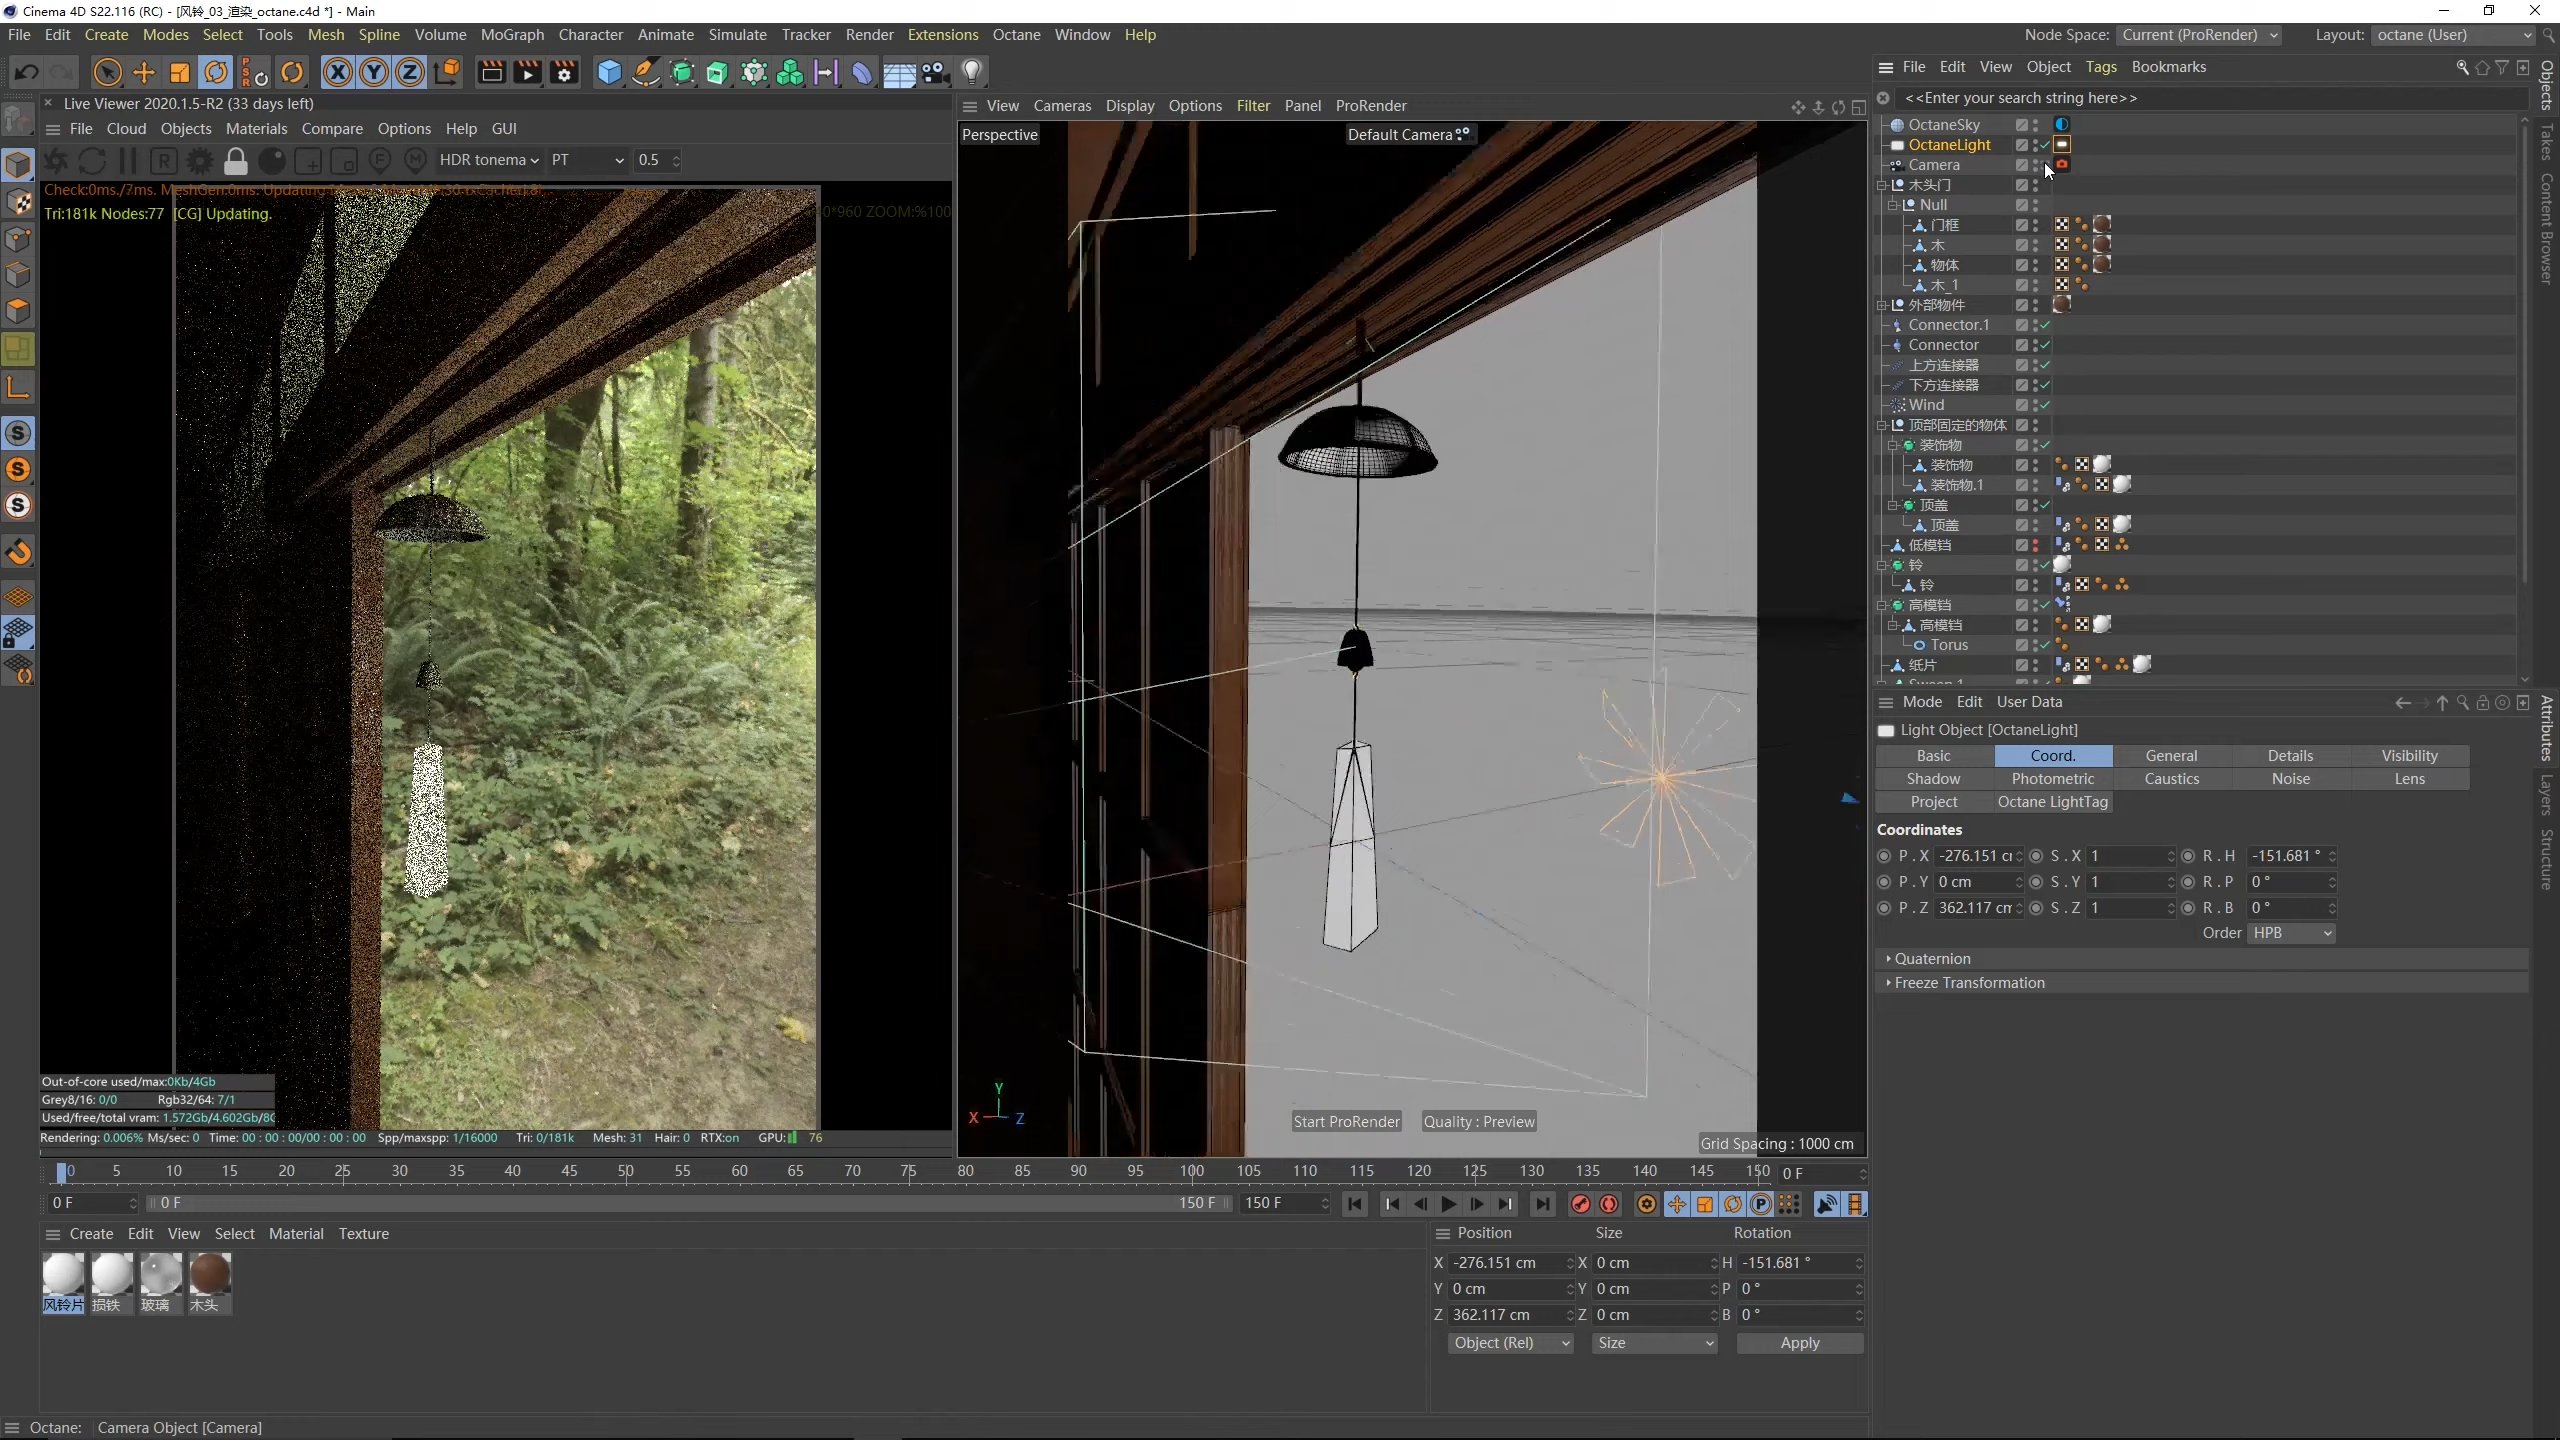 Cinema 4D S22.116 (RC) - [风铃_03_渲染_octane.c4d *] - Main
File Edit Create Modes Select Tools Mesh Spline Volume MoGraph Character Animate Simulate Tracker Render Extensions Octane Window Help
Node Space: Current (ProRender) Layout: octane (User)
Live Viewer 2020.1.5-R2 (33 days left)
File Cloud Objects Materials Compare Options Help GUI
HDR tonema PT 0.5
Tri:181k Nodes:77 [CG] Updating.
Out-of-core used/max:0Kb/4Gb
Grey8/16: 0/0 Rgb32/64: 7/1
Used/free/total vram: 1.572Gb/4.602Gb/8G
Rendering: 0.006% Ms/sec: 0 Time: 00 : 00 : 00/00 : 00 : 00 Spp/maxspp: 1/16000 Tri: 0/181k Mesh: 31 Hair: 0 RTX:on GPU: 76
View Cameras Display Options Filter Panel ProRender
Perspective
Default Camera
Start ProRender
Quality : Preview
Grid Spacing : 1000 cm
Y
X
Z
File Edit View Object Tags Bookmarks
<<Enter your search string here>>
OctaneSky
OctaneLight
Camera
木头门
Null
门框
木
物体
木_1
外部物件
Connector.1
Connector
上方连接器
下方连接器
Wind
顶部固定的物体
装饰物
装饰物
装饰物.1
顶盖
顶盖
低模铛
铃
铃
高模铛
高模铛
Torus
纸片
Objects
Takes
Content Browser
Mode Edit User Data
Light Object [OctaneLight]
Basic Coord. General Details Visibility
Shadow Photometric Caustics Noise Lens
Project Octane LightTag
Coordinates
P . X -276.151 cr S . X 1 R . H -151.681 °
P . Y 0 cm S . Y 1 R . P 0 °
P . Z 362.117 cm S . Z 1 R . B 0 °
Order HPB
Quaternion
Freeze Transformation
Attributes
Layers
Structure
0 5 10 15 20 25 30 35 40 45 50 55 60 65 70 75 80 85 90 95 100 105 110 115 120 125 130 135 140 145 150 0 F
0 F 0 F 150 F 150 F
Create Edit View Select Material Texture
风铃片 损铁 玻璃 木头
Position Size Rotation
X -276.151 cm X 0 cm H -151.681 °
Y 0 cm Y 0 cm P 0 °
Z 362.117 cm Z 0 cm B 0 °
Object (Rel) Size Apply
Octane: Camera Object [Camera]